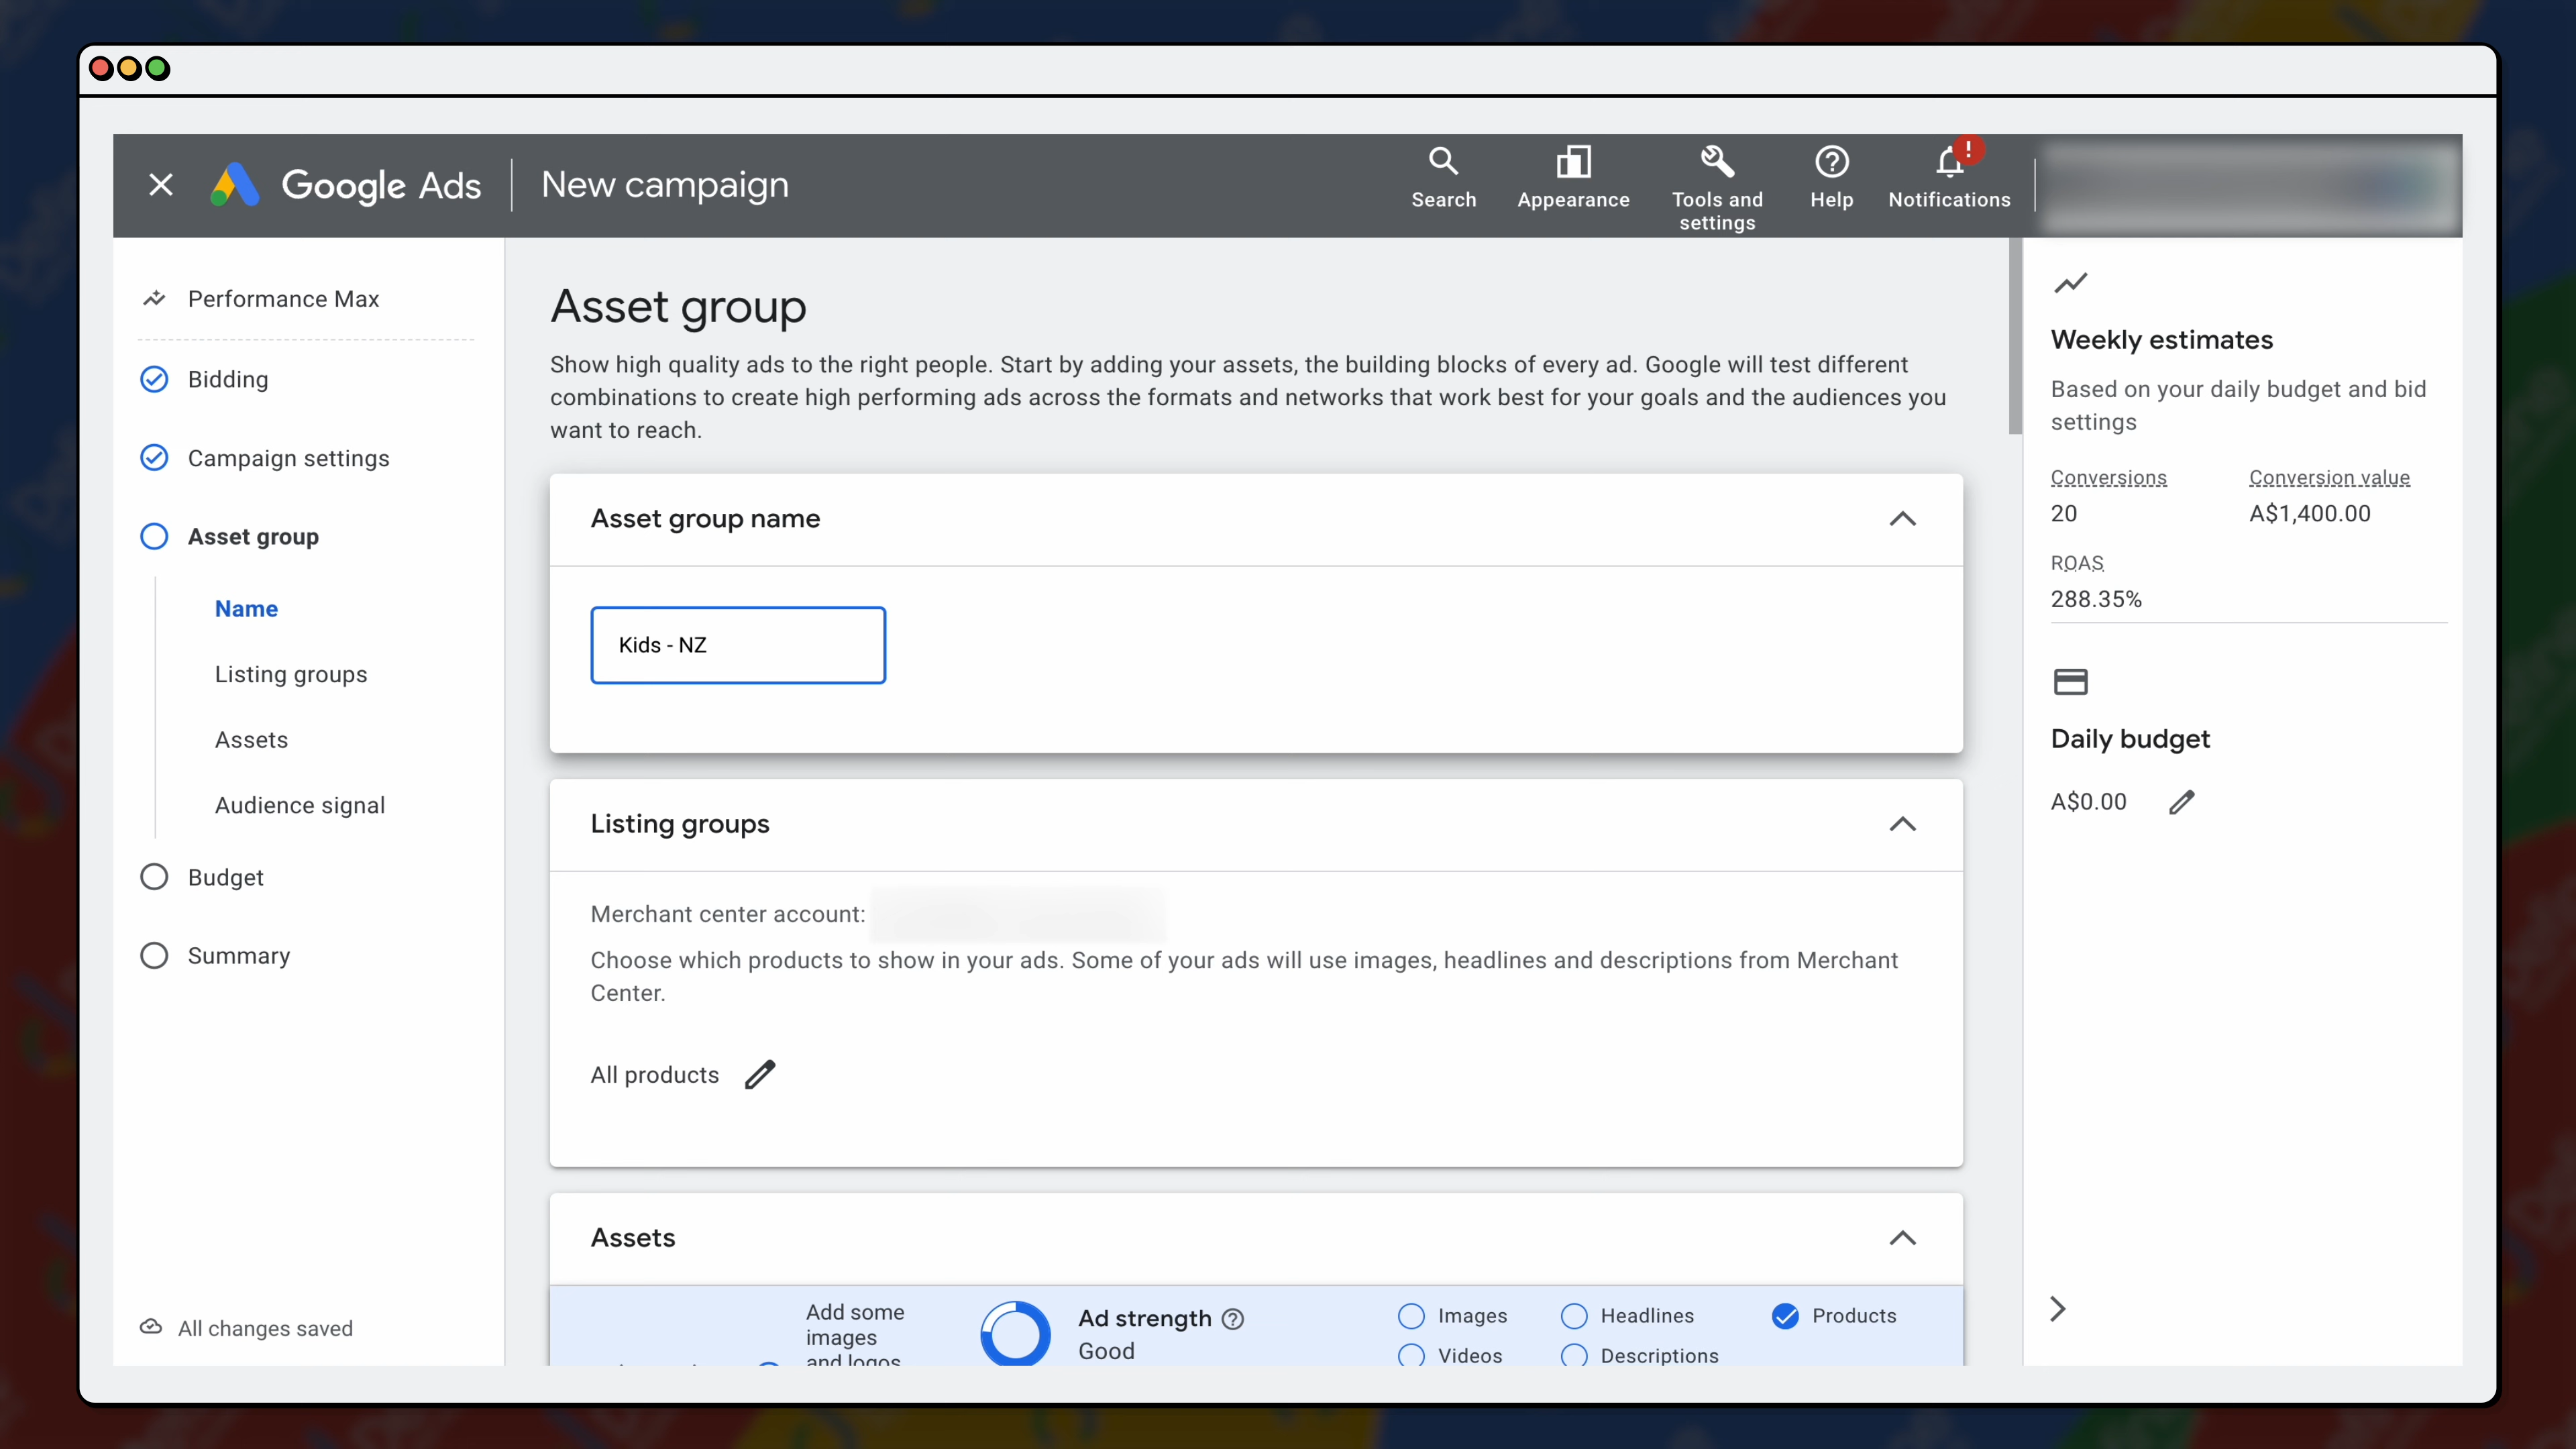 Google Ads
New campaign
Search
Appearance
Tools and
settings
Help
Notifications
!
Performance Max
Bidding
Campaign settings
Asset group
Name
Listing groups
Assets
Audience signal
Budget
Summary
All changes saved
Asset group
Show high quality ads to the right people. Start by adding your assets, the building blocks of every ad. Google will test different
combinations to create high performing ads across the formats and networks that work best for your goals and the audiences you
want to reach.
Asset group name
Kids - NZ
Listing groups
Merchant center account:
Choose which products to show in your ads. Some of your ads will use images, headlines and descriptions from Merchant
Center.
All products
Assets
Add some
images
and logos
Ad strength
Good
Images
Headlines
Products
Videos
Descriptions
Weekly estimates
Based on your daily budget and bid
settings
Conversions
Conversion value
20
A$1,400.00
ROAS
288.35%
Daily budget
A$0.00